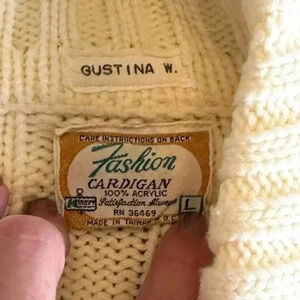 GUSTINA W.
CARE INSTRUCTIONS ON BACK
Fashion
CARDIGAN
100% ACRYLIC
Satisfaction Always
RN 36469
L
MADE IN TAIWAN R.O.C.